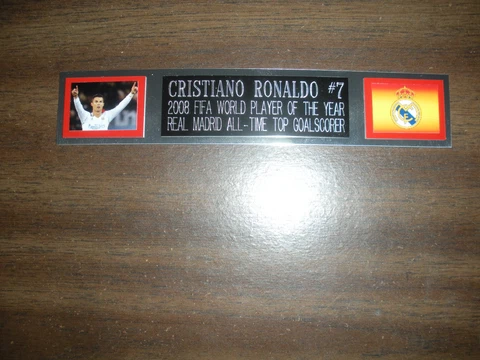 CRISTIANO RONALDO #7
2008 FIFA WORLD PLAYER OF THE YEAR
REAL MADRID ALL-TIME TOP GOALSCORER